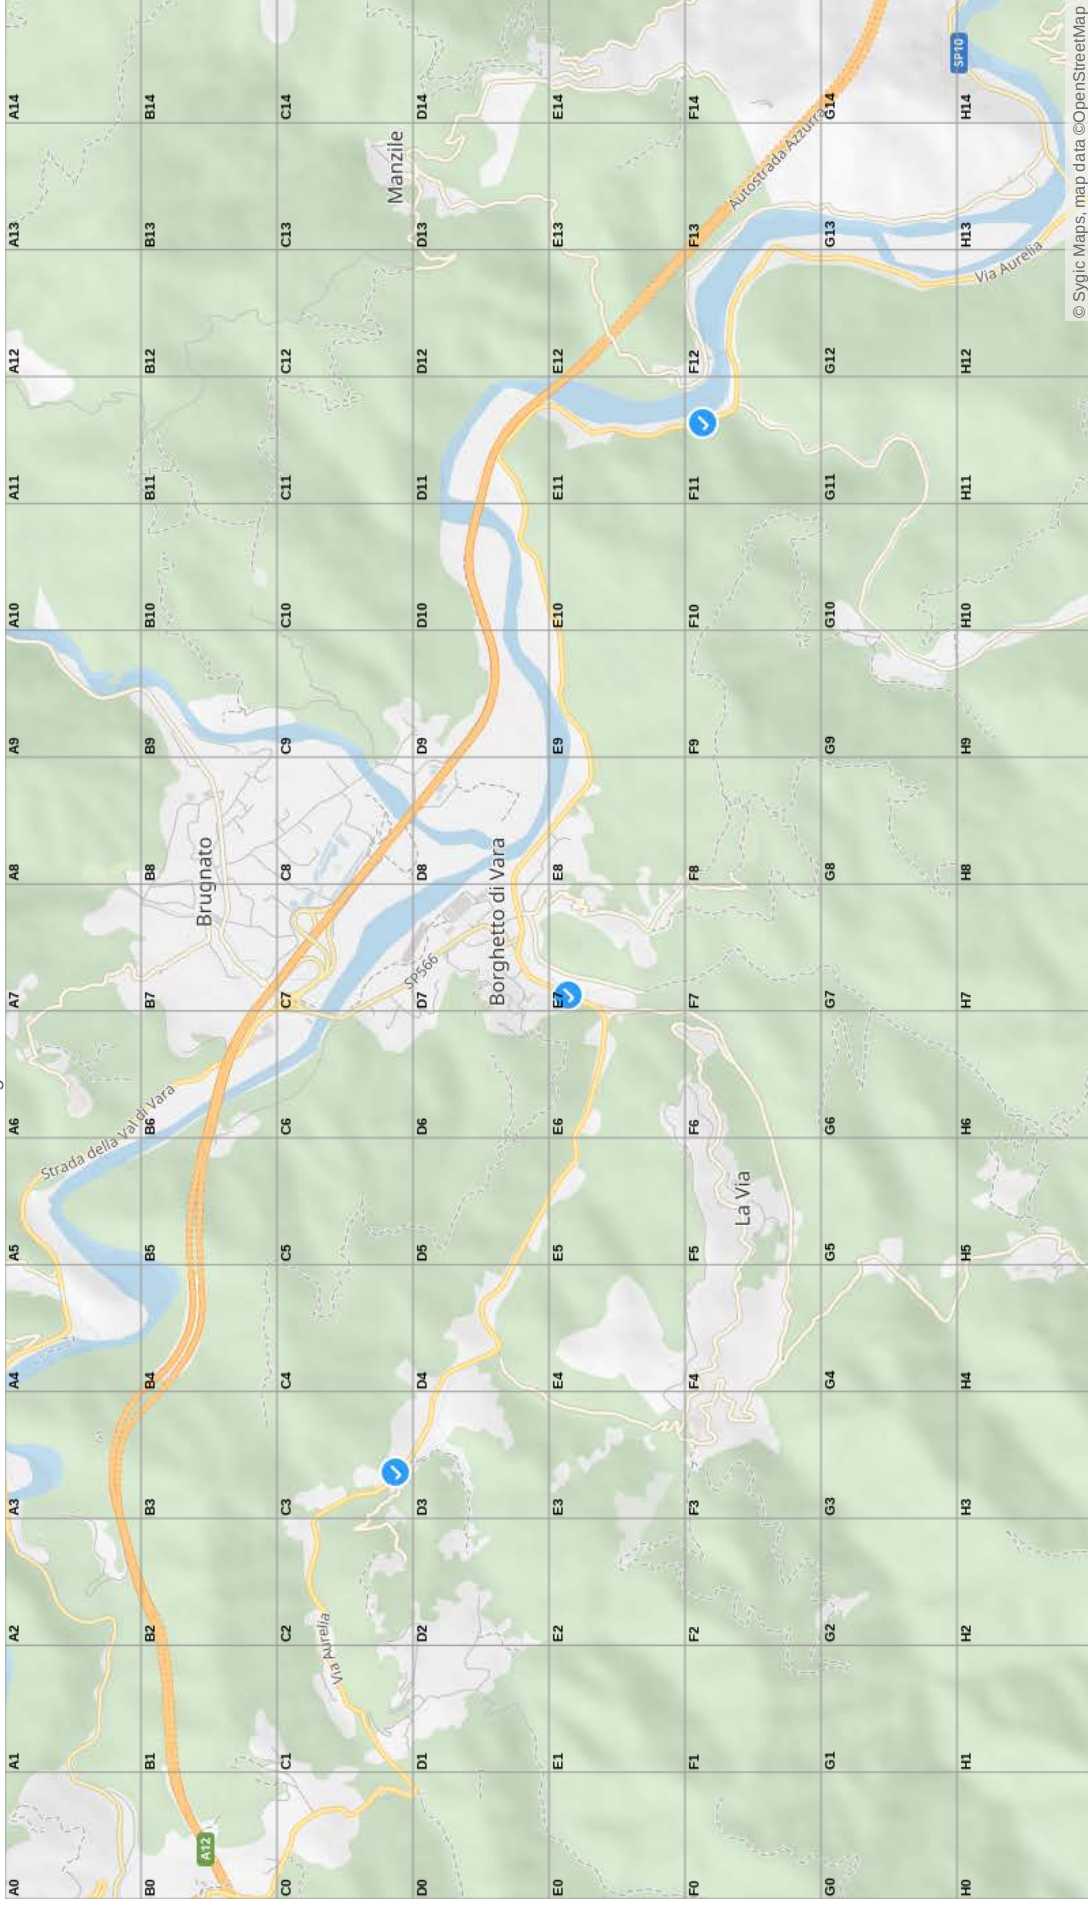 A0 A1 A2 A3 A4 A5 A6 A7 A8 A9 A10 A11 A12 A13 A14
Strada della Val di Vara
B0 B1 B2 B3 B4 B5 B6 B7 B8 B9 B10 B11 B12 B13 B14
A12
Brugnato
C0 C1 C2 C3 C4 C5 C6 C7 C8 C9 C10 C11 C12 C13 C14
Via Aurelia
Manzile
D0 D1 D2 D3 D4 D5 D6 D7 D8 D9 D10 D11 D12 D13 D14
SP566
Borghetto di Vara
E0 E1 E2 E3 E4 E5 E6 E7 E8 E9 E10 E11 E12 E13 E14
F0 F1 F2 F3 F4 F5 F6 F7 F8 F9 F10 F11 F12 F13 F14
La Via
Autostrada Azzurra
G0 G1 G2 G3 G4 G5 G6 G7 G8 G9 G10 G11 G12 G13 G14
SP10
H0 H1 H2 H3 H4 H5 H6 H7 H8 H9 H10 H11 H12 H13 H14
Via Aurelia
© Sygic Maps, map data ©OpenStreetMap